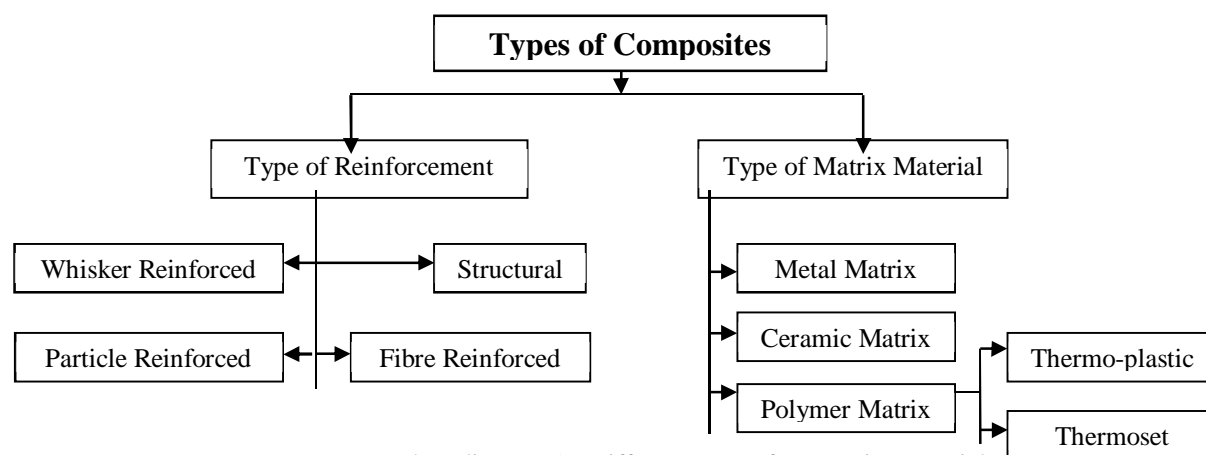 Types of Composites
Type of Reinforcement
Type of Matrix Material
Whisker Reinforced
Structural
Particle Reinforced
Fibre Reinforced
Metal Matrix
Ceramic Matrix
Polymer Matrix
Thermo-plastic
Thermoset